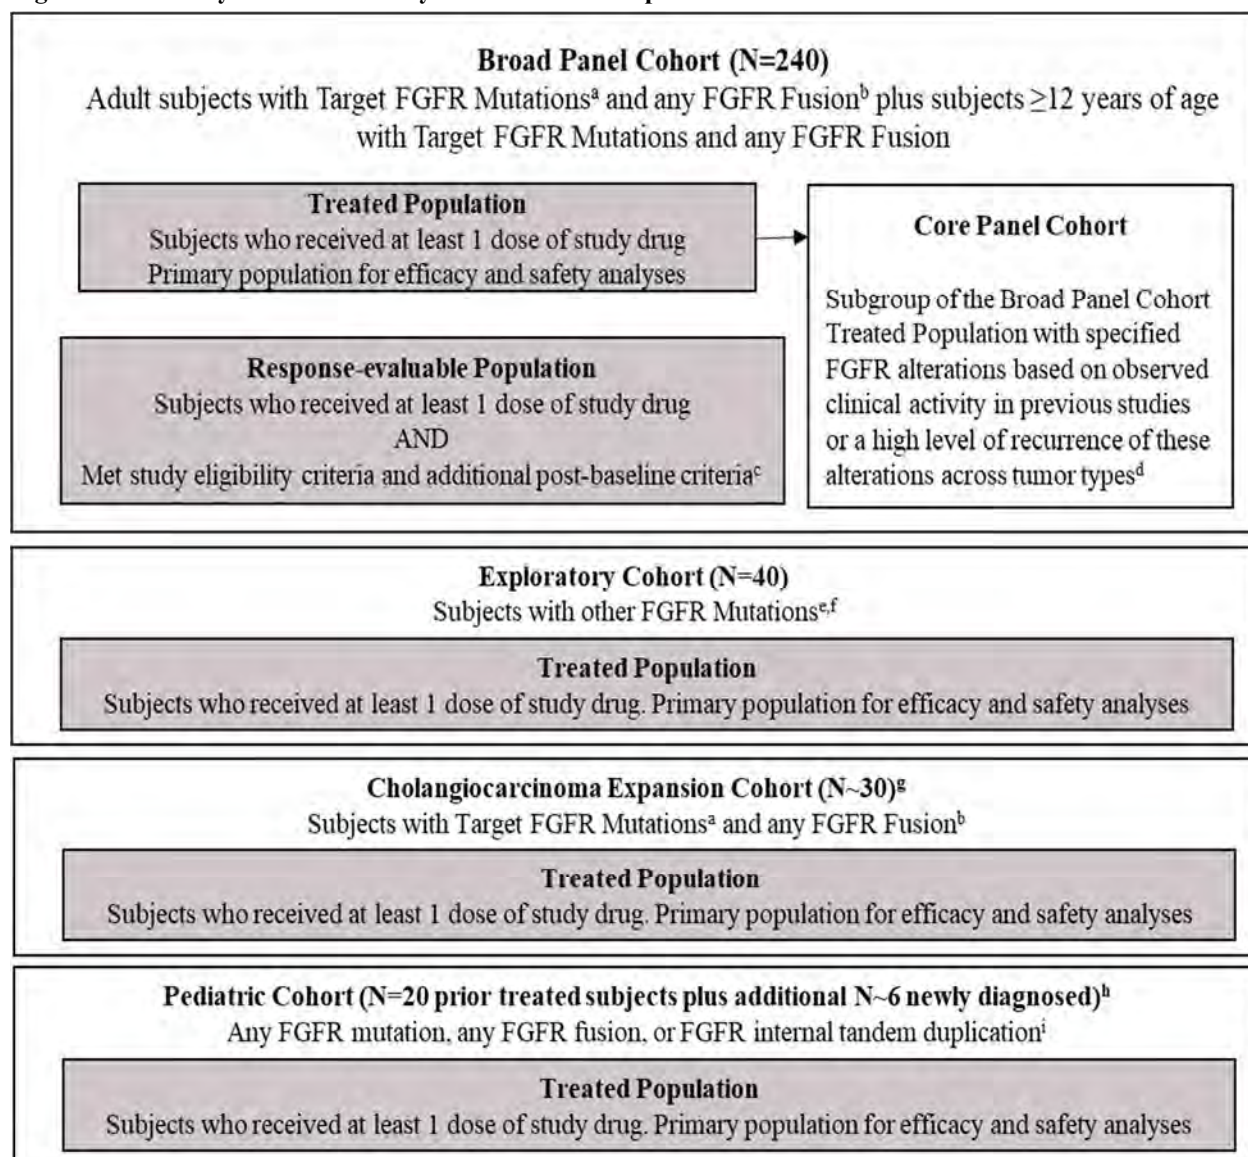 Broad Panel Cohort (N=240)
Adult subjects with Target FGFR Mutationsᵃ and any FGFR Fusionᵇ plus subjects ≥12 years of age
with Target FGFR Mutations and any FGFR Fusion
Treated Population
Subjects who received at least 1 dose of study drug
Primary population for efficacy and safety analyses
Response-evaluable Population
Subjects who received at least 1 dose of study drug
AND
Met study eligibility criteria and additional post-baseline criteriaᶜ
Core Panel Cohort
Subgroup of the Broad Panel Cohort
Treated Population with specified
FGFR alterations based on observed
clinical activity in previous studies
or a high level of recurrence of these
alterations across tumor typesᵈ
Exploratory Cohort (N=40)
Subjects with other FGFR Mutationsᵉ,ᶠ
Treated Population
Subjects who received at least 1 dose of study drug. Primary population for efficacy and safety analyses
Cholangiocarcinoma Expansion Cohort (N~30)ᵍ
Subjects with Target FGFR Mutationsᵃ and any FGFR Fusionᵇ
Treated Population
Subjects who received at least 1 dose of study drug. Primary population for efficacy and safety analyses
Pediatric Cohort (N=20 prior treated subjects plus additional N~6 newly diagnosed)ʰ
Any FGFR mutation, any FGFR fusion, or FGFR internal tandem duplicationⁱ
Treated Population
Subjects who received at least 1 dose of study drug. Primary population for efficacy and safety analyses